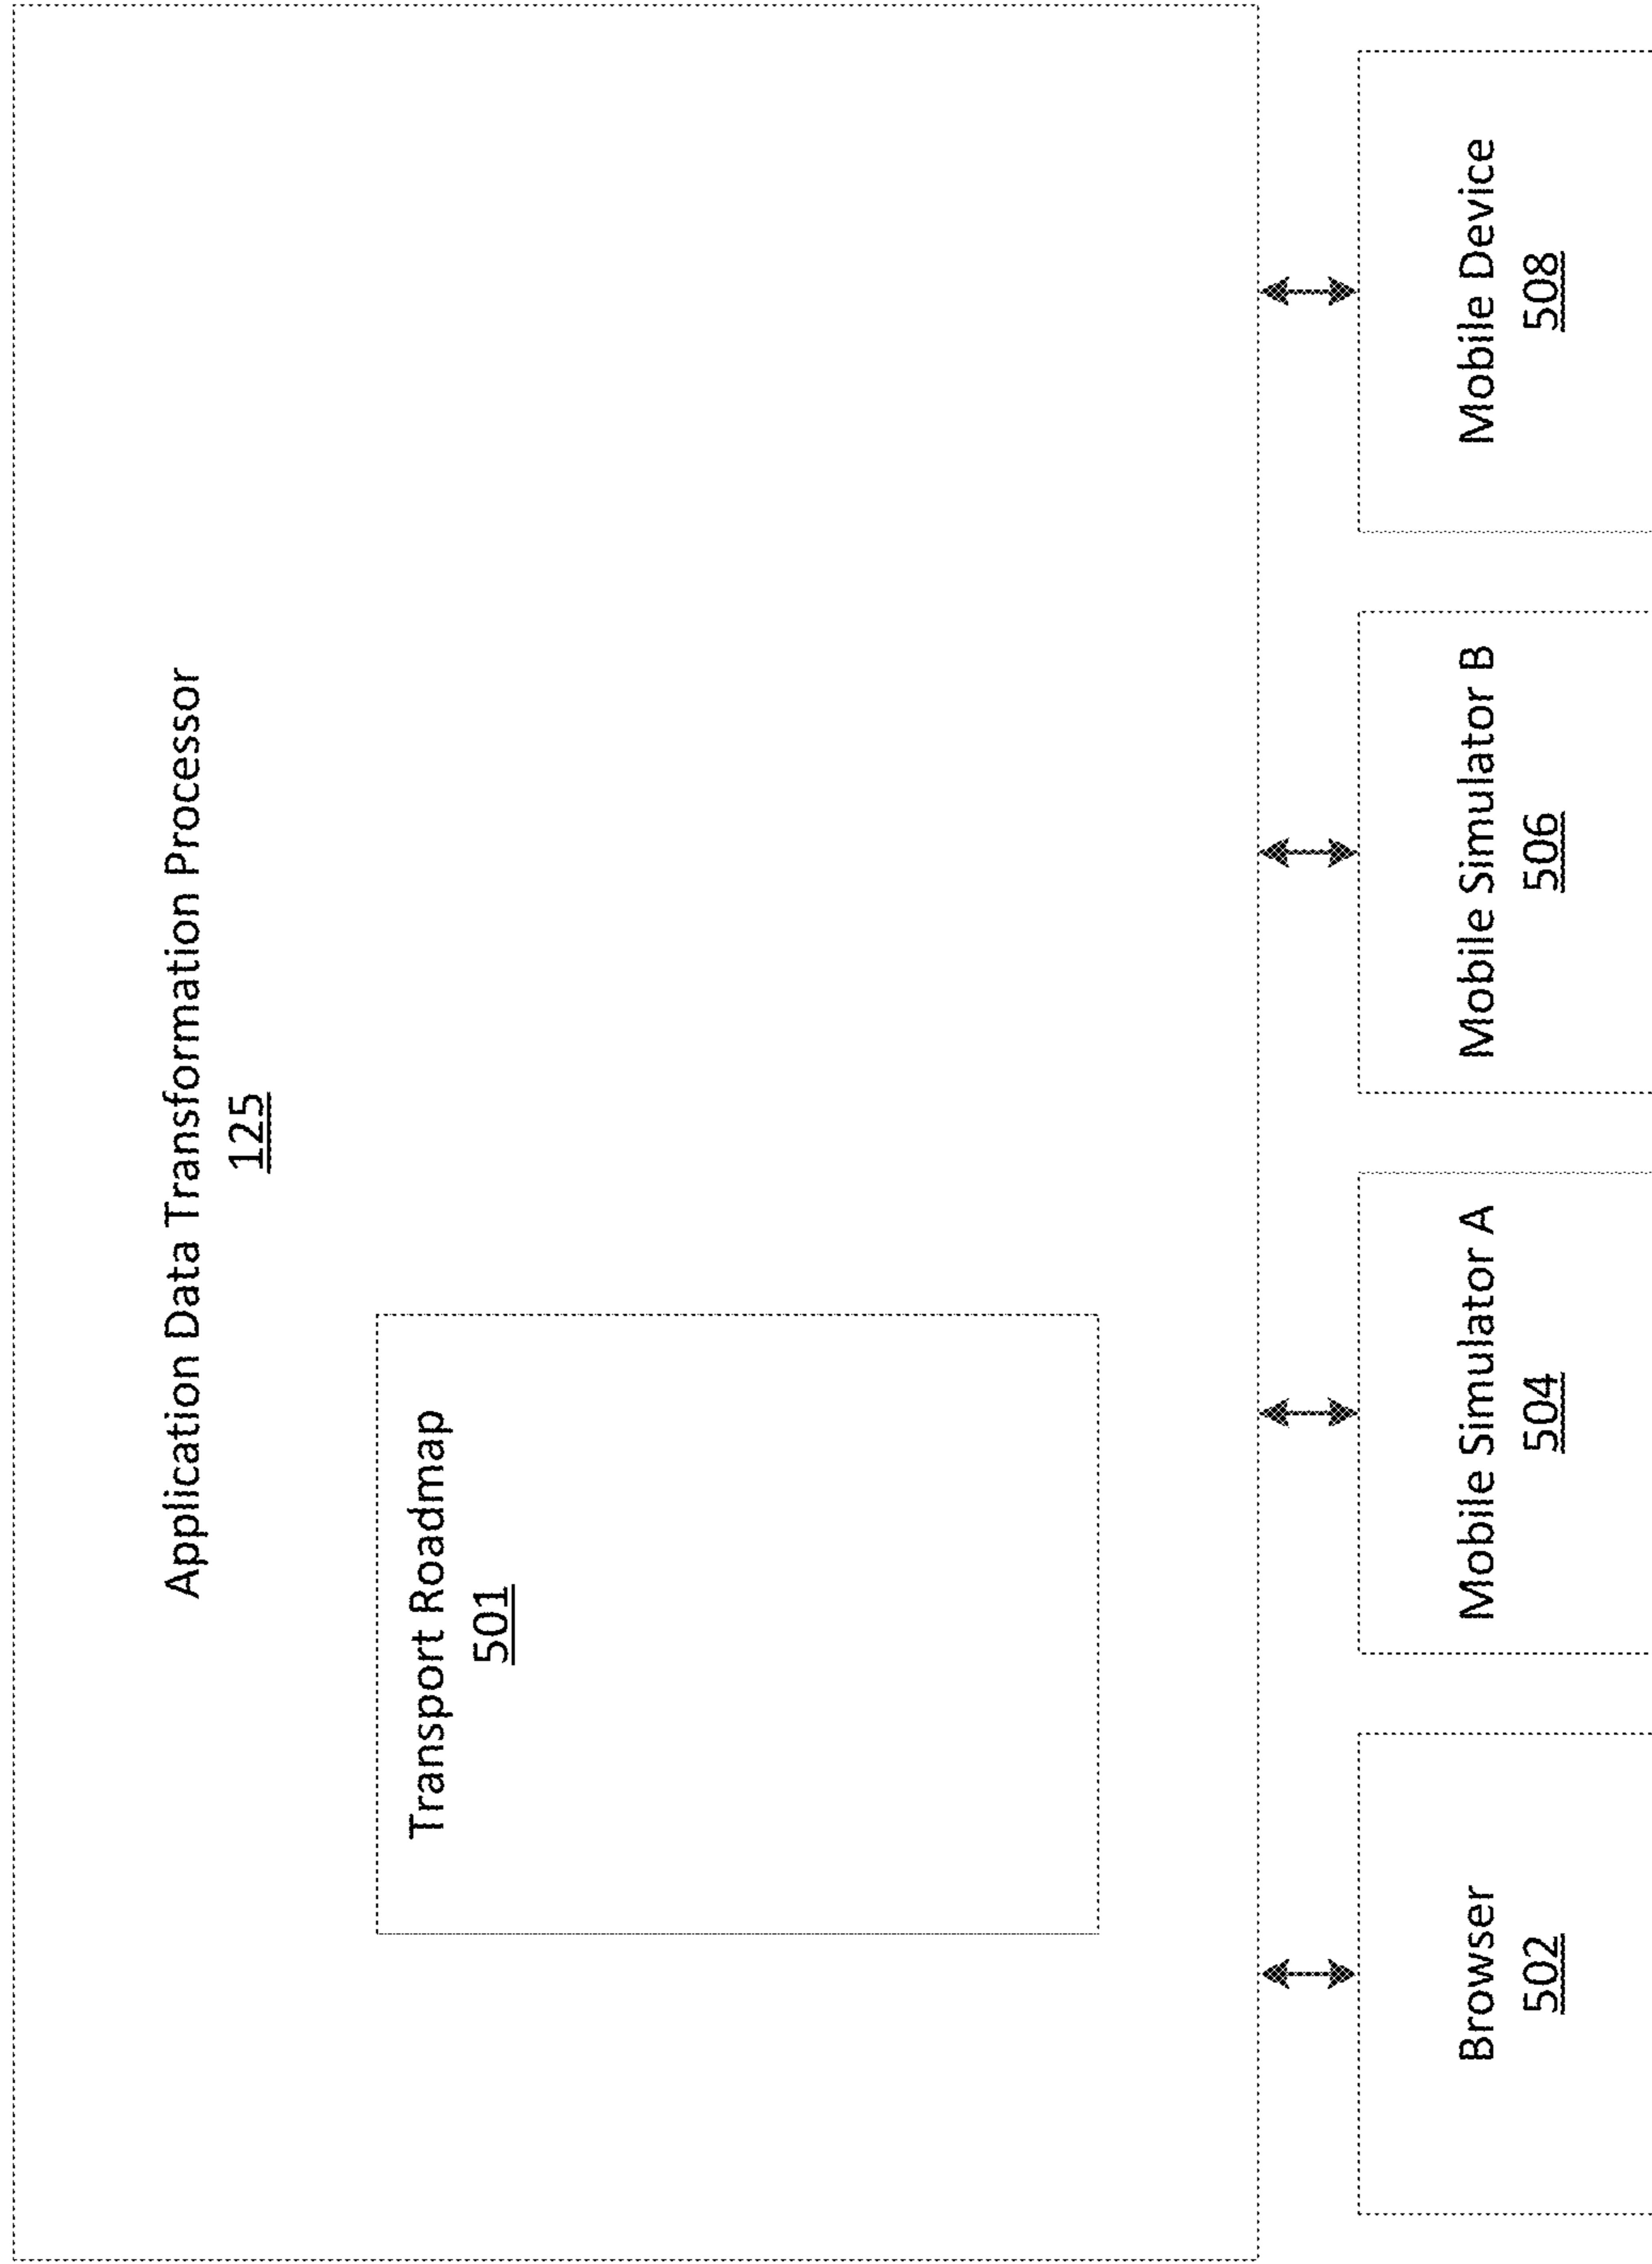 Application Data Transformation Processor
125
Transport Roadmap
501
Browser
502
Mobile Simulator A
504
Mobile Simulator B
506
Mobile Device
508